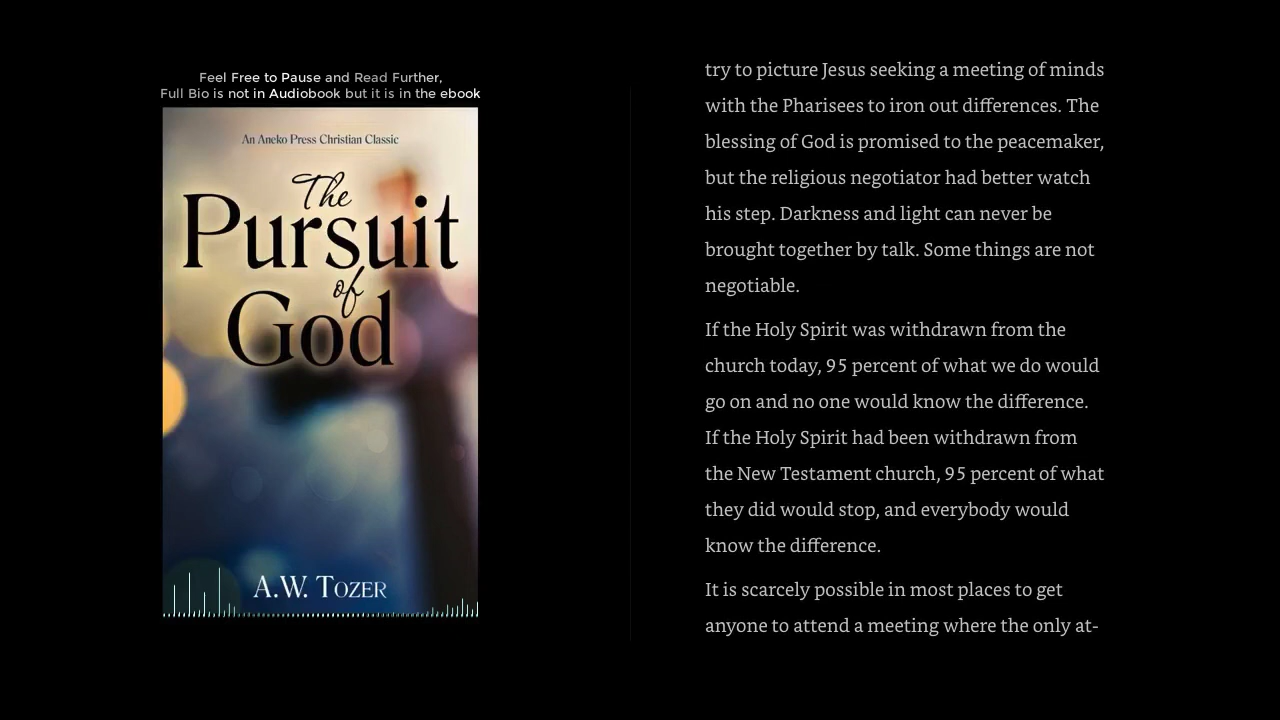 Feel Free to Pause and Read Further,
Full Bio is not in Audiobook but it is in the ebook
An Aneko Press Christian Classic
The
Pursuit
of
God
A.W. Tozer
try to picture Jesus seeking a meeting of minds
with the Pharisees to iron out differences. The
blessing of God is promised to the peacemaker,
but the religious negotiator had better watch
his step. Darkness and light can never be
brought together by talk. Some things are not
negotiable.
If the Holy Spirit was withdrawn from the
church today, 95 percent of what we do would
go on and no one would know the difference.
If the Holy Spirit had been withdrawn from
the New Testament church, 95 percent of what
they did would stop, and everybody would
know the difference.
It is scarcely possible in most places to get
anyone to attend a meeting where the only at-